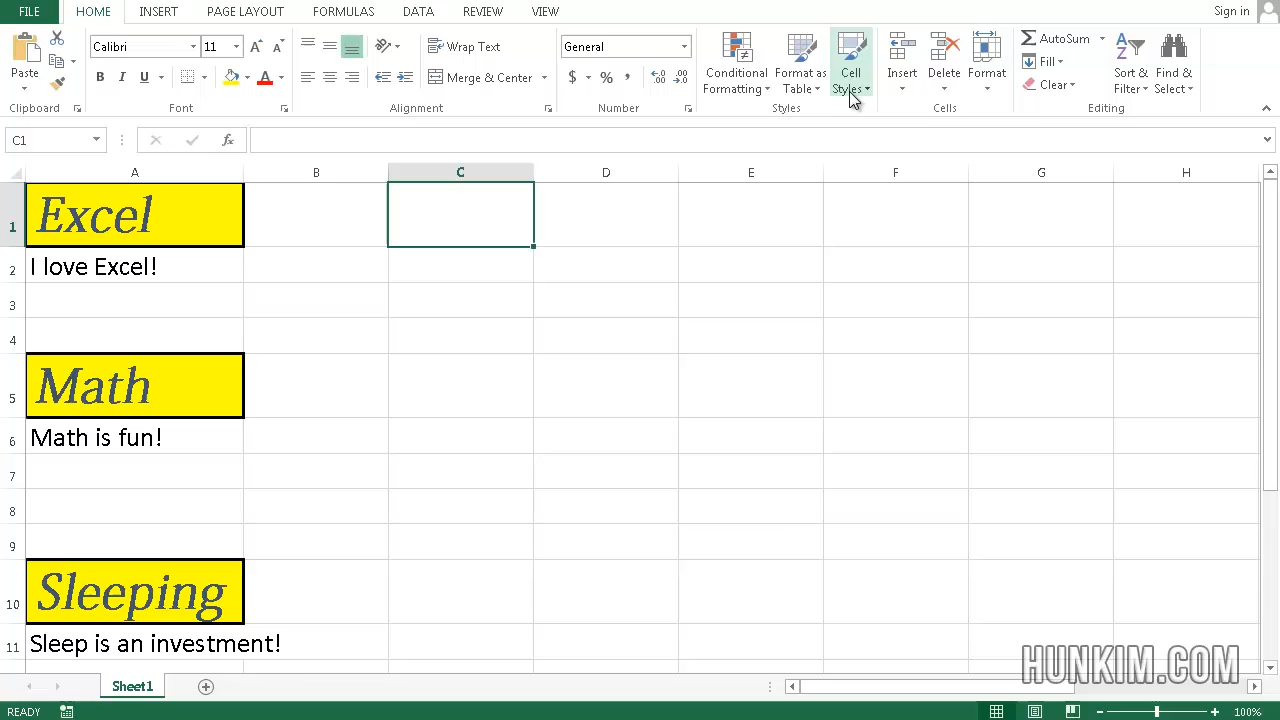 FILE HOME INSERT PAGE LAYOUT FORMULAS DATA REVIEW VIEW Sign in
Calibri 11 A A Wrap Text General AutoSum
Paste B I U A Merge & Center $ % , Conditional Formatting Format as Table Cell Styles Insert Delete Format Fill Sort & Filter Find & Select
Clear
Clipboard Font Alignment Number Styles Cells Editing
C1 fx
A B C D E F G H
1 Excel
2 I love Excel!
3
4
5 Math
6 Math is fun!
7
8
9
10 Sleeping
11 Sleep is an investment!
HUNKIM.COM
Sheet1
READY 100%